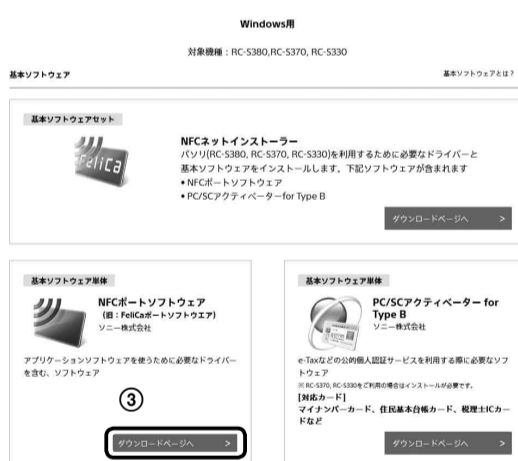 Windows用
対象機種：RC-S380,RC-S370, RC-S330
基本ソフトウェア
基本ソフトウェアとは？
基本ソフトウェアセット
FeliCa
NFCネットインストーラー
パソリ(RC-S380, RC-S370, RC-S330)を利用するために必要なドライバーと
基本ソフトウェアをインストールします。下記ソフトウェアが含まれます
•NFCポートソフトウェア
•PC/SCアクティベーターfor Type B
ダウンロードページへ >
基本ソフトウェア単体
NFCポートソフトウェア
(旧：FeliCaポートソフトウエア)
ソニー株式会社
アプリケーションソフトウェアを使うために必要なドライバー
を含む、ソフトウェア
③
ダウンロードページへ >
基本ソフトウェア単体
PC/SCアクティベーター for
Type B
ソニー株式会社
e-Taxなどの公的個人認証サービスを利用する際に必要なソフ
トウェア
※ RC-S370, RC-S330をご利用の場合はインストールが必要です。
[対応カード]
マイナンバーカード、住民基本台帳カード、税理士ICカー
ドなど
ダウンロードページへ >